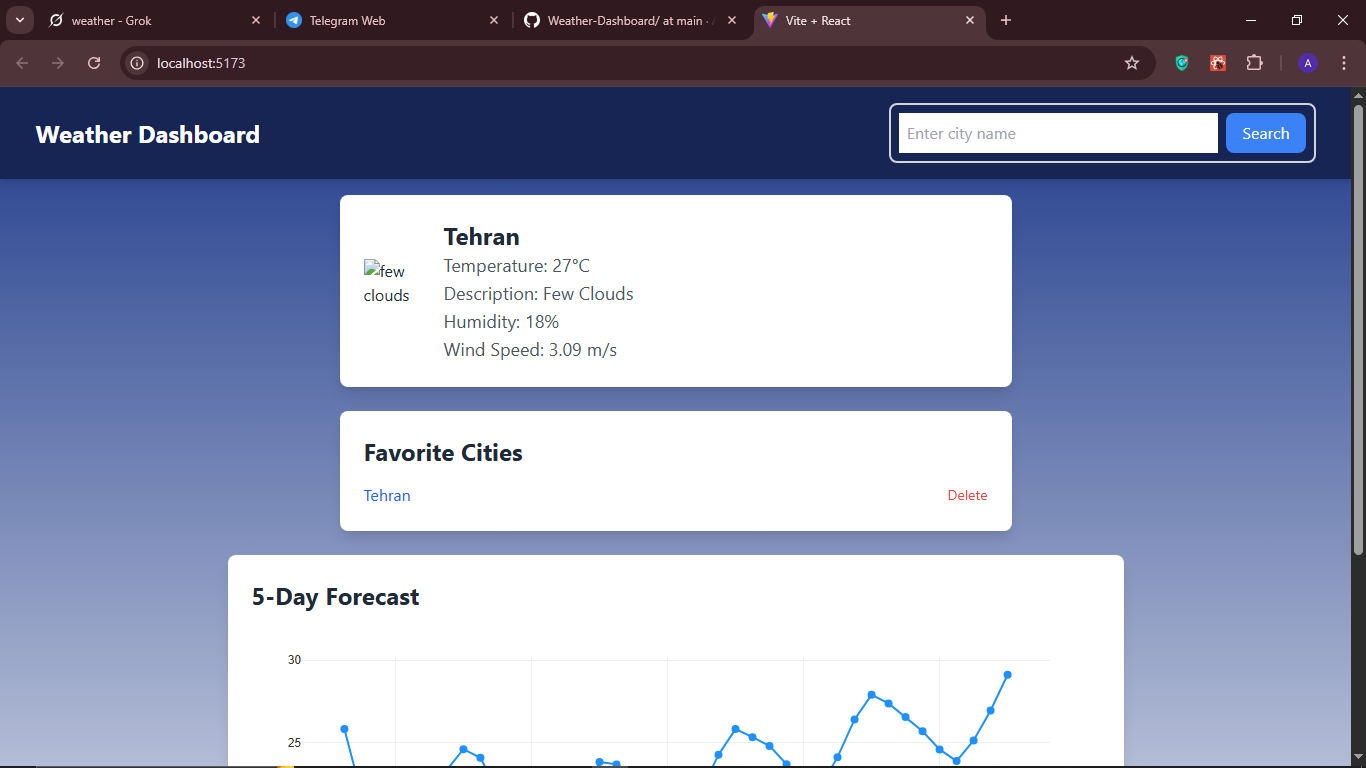 weather - Grok
Telegram Web
Weather-Dashboard/ at main ·
Vite + React
localhost:5173
A
Weather Dashboard
Enter city name
Search
few
clouds
Tehran
Temperature: 27°C
Description: Few Clouds
Humidity: 18%
Wind Speed: 3.09 m/s
Favorite Cities
Tehran
Delete
5-Day Forecast
30
25